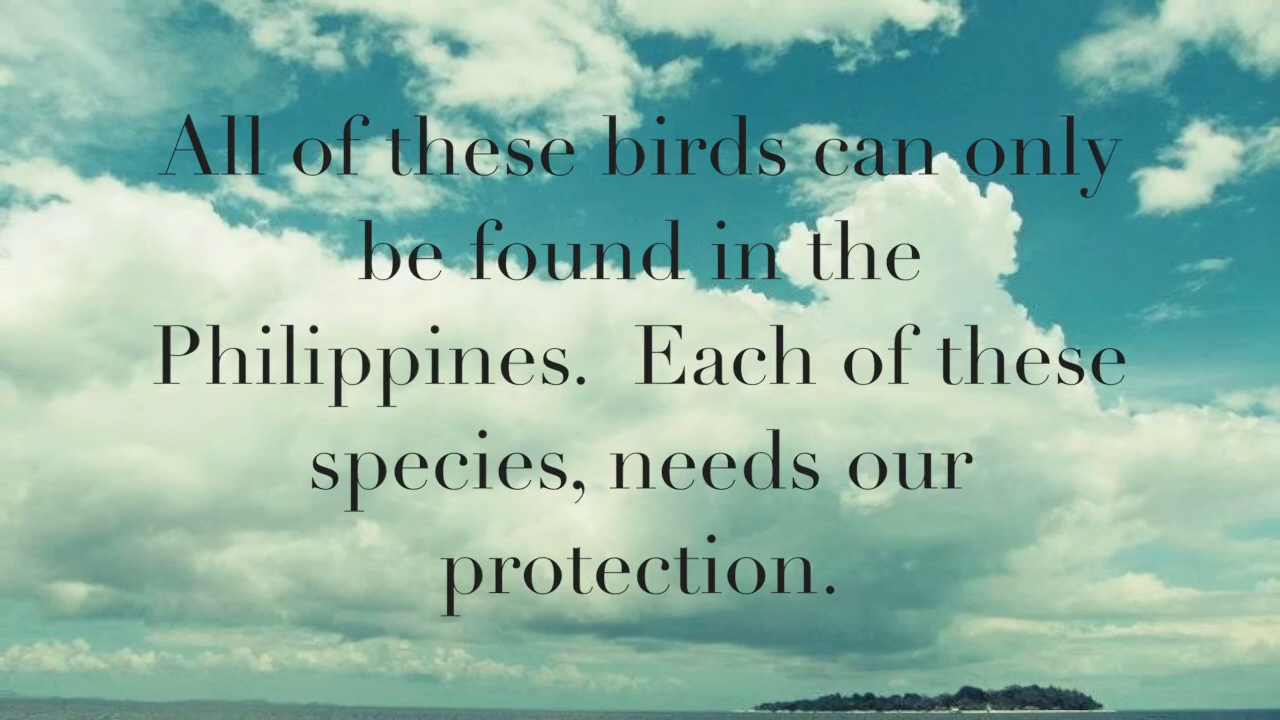 All of these birds can only
be found in the
Philippines.  Each of these
species, needs our
protection.